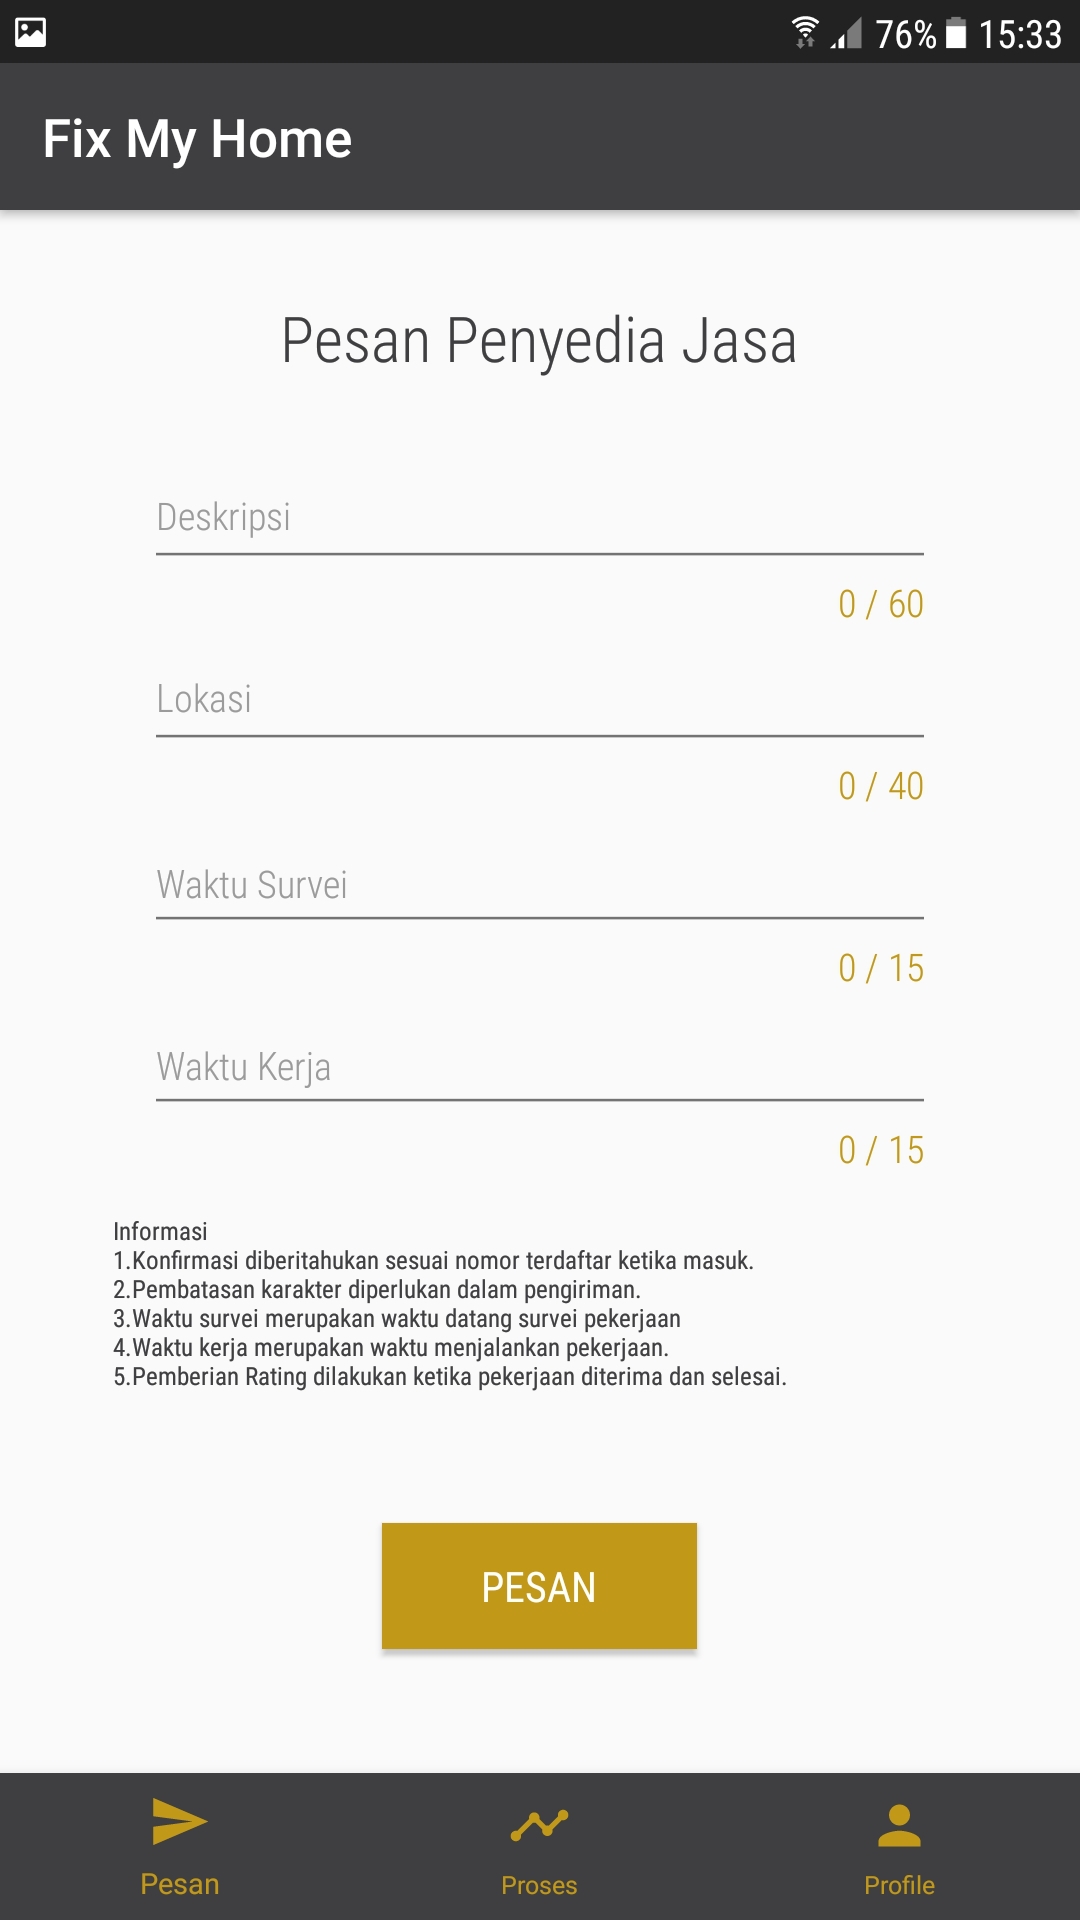 76% 15:33
Fix My Home
Pesan Penyedia Jasa
Deskripsi
0 / 60
Lokasi
0 / 40
Waktu Survei
0 / 15
Waktu Kerja
0 / 15
Informasi
1.Konfirmasi diberitahukan sesuai nomor terdaftar ketika masuk.
2.Pembatasan karakter diperlukan dalam pengiriman.
3.Waktu survei merupakan waktu datang survei pekerjaan
4.Waktu kerja merupakan waktu menjalankan pekerjaan.
5.Pemberian Rating dilakukan ketika pekerjaan diterima dan selesai.
PESAN
Pesan Proses Profile